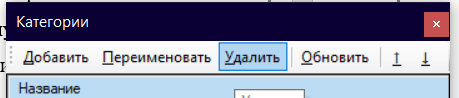 Категории
Добавить Переименовать Удалить Обновить ↑ ↓
Название